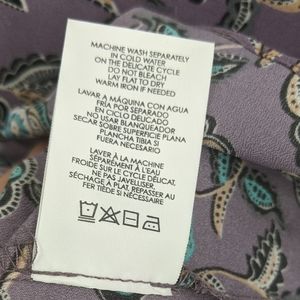 MACHINE WASH SEPARATELY
IN COLD WATER
ON THE DELICATE CYCLE
DO NOT BLEACH
LAY FLAT TO DRY
WARM IRON IF NEEDED
LAVAR A MÁQUINA CON AGUA
FRÍA POR SEPARADO
EN CICLO DELICADO
NO USAR BLANQUEADOR
SECAR SOBRE SUPERFICIE PLANA
PLANCHA TIBIA SI
FUERA NECESARIO
LAVER À LA MACHINE
SÉPARÉMENT À L'EAU
FROIDE SUR LE CYCLE DÉLICAT,
NE PAS JAVELLISER,
SÉCHAGE À PLAT, REPASSER AU
FER TIÈDE SI NÉCESSAIRE